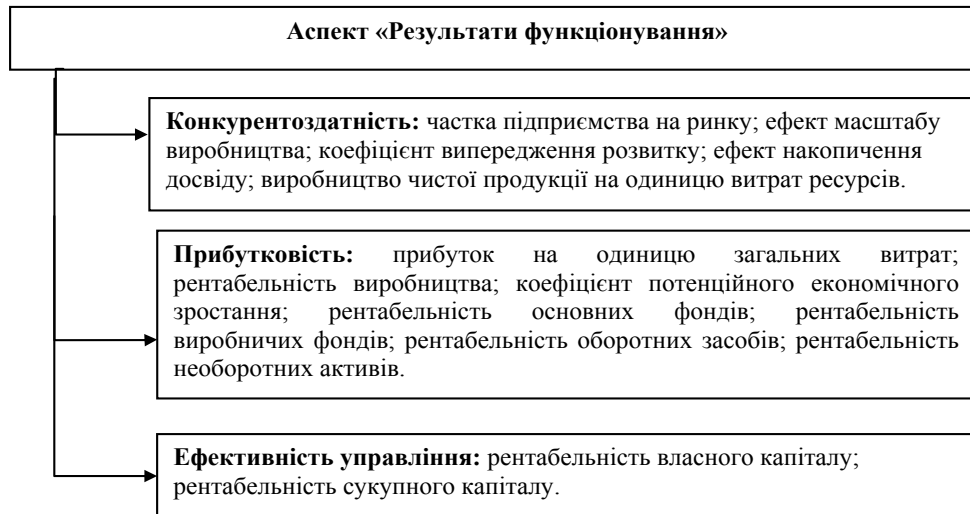 Аспект «Результати функціонування»
Конкурентоздатність: частка підприємства на ринку; ефект масштабу
виробництва; коефіцієнт випередження розвитку; ефект накопичення
досвіду; виробництво чистої продукції на одиницю витрат ресурсів.
Прибутковість: прибуток на одиницю загальних витрат;
рентабельність виробництва; коефіцієнт потенційного економічного
зростання; рентабельність основних фондів; рентабельність
виробничих фондів; рентабельність оборотних засобів; рентабельність
необоротних активів.
Ефективність управління: рентабельність власного капіталу;
рентабельність сукупного капіталу.